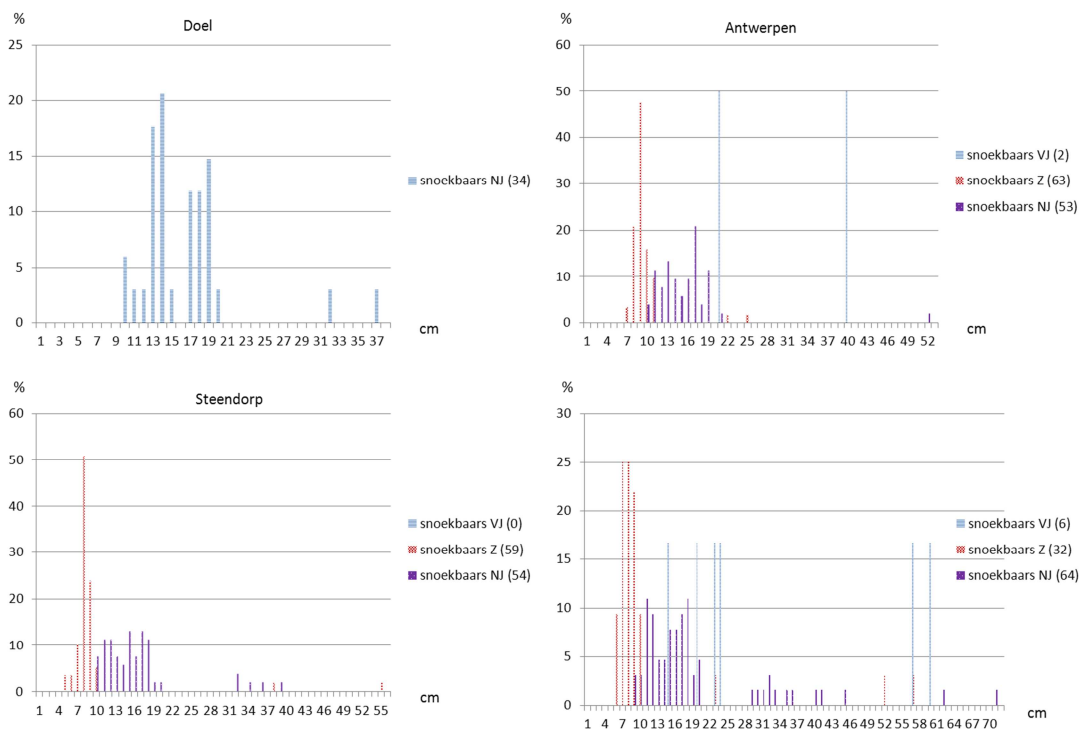 %
Doel
25
20
15
10
5
0
1 3 5 7 9 11 13 15 17 19 21 23 25 27 29 31 33 35 37
cm
snoekbaars NJ (34)
%
Antwerpen
60
50
40
30
20
10
0
1 4 7 10 13 16 19 22 25 28 31 34 37 40 43 46 49 52
cm
snoekbaars VJ (2)
snoekbaars Z (63)
snoekbaars NJ (53)
%
Steendorp
60
50
40
30
20
10
0
1 4 7 10 13 16 19 22 25 28 31 34 37 40 43 46 49 52 55
cm
snoekbaars VJ (0)
snoekbaars Z (59)
snoekbaars NJ (54)
%
30
25
20
15
10
5
0
1 4 7 10 13 16 19 22 25 28 31 34 37 40 43 46 49 52 55 58 61 64 67 70
cm
snoekbaars VJ (6)
snoekbaars Z (32)
snoekbaars NJ (64)